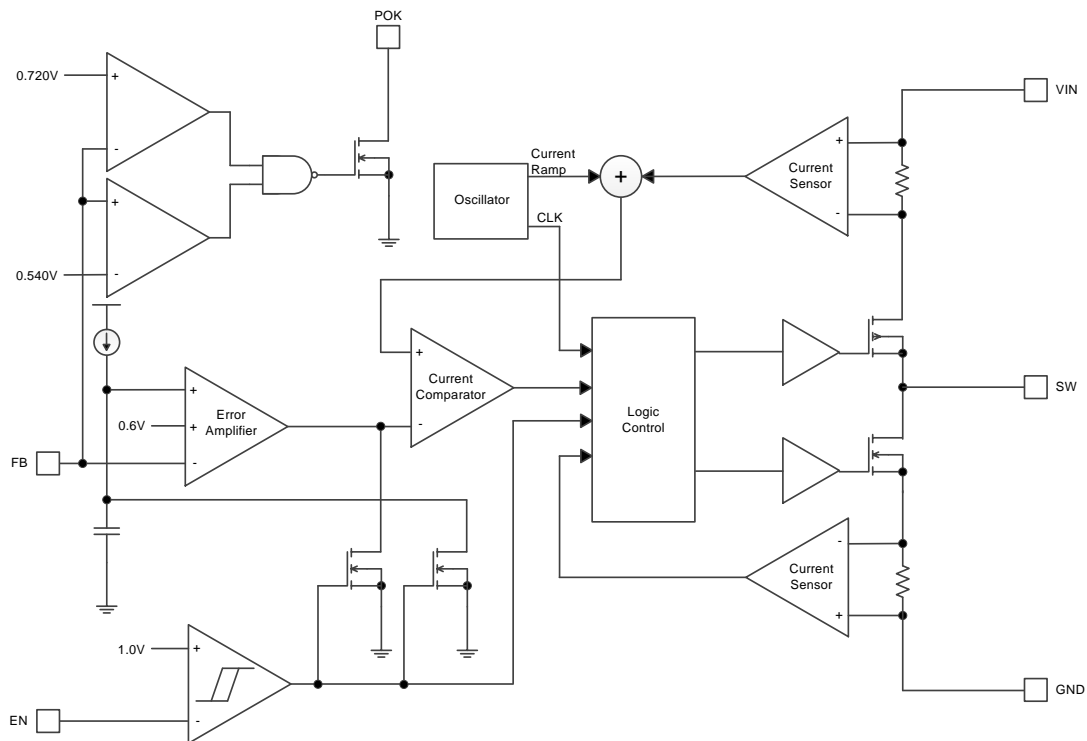 POK
0.720V
+
-
+
0.540V
-
VIN
+
Current
Sensor
-
Current
Ramp
+
Oscillator
CLK
+
Current
Comparator
-
Logic
Control
SW
+
Error
Amplifier
0.6V
+
-
FB
-
Current
Sensor
+
1.0V
+
-
EN
GND